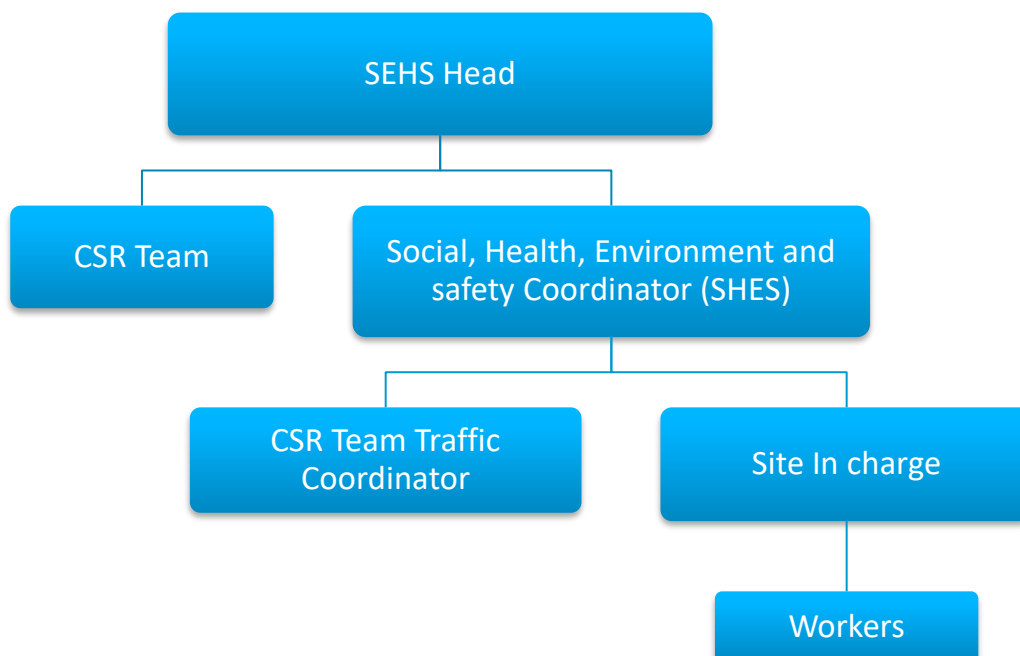 SEHS Head
CSR Team
Social, Health, Environment and
safety Coordinator (SHES)
CSR Team Traffic
Coordinator
Site In charge
Workers